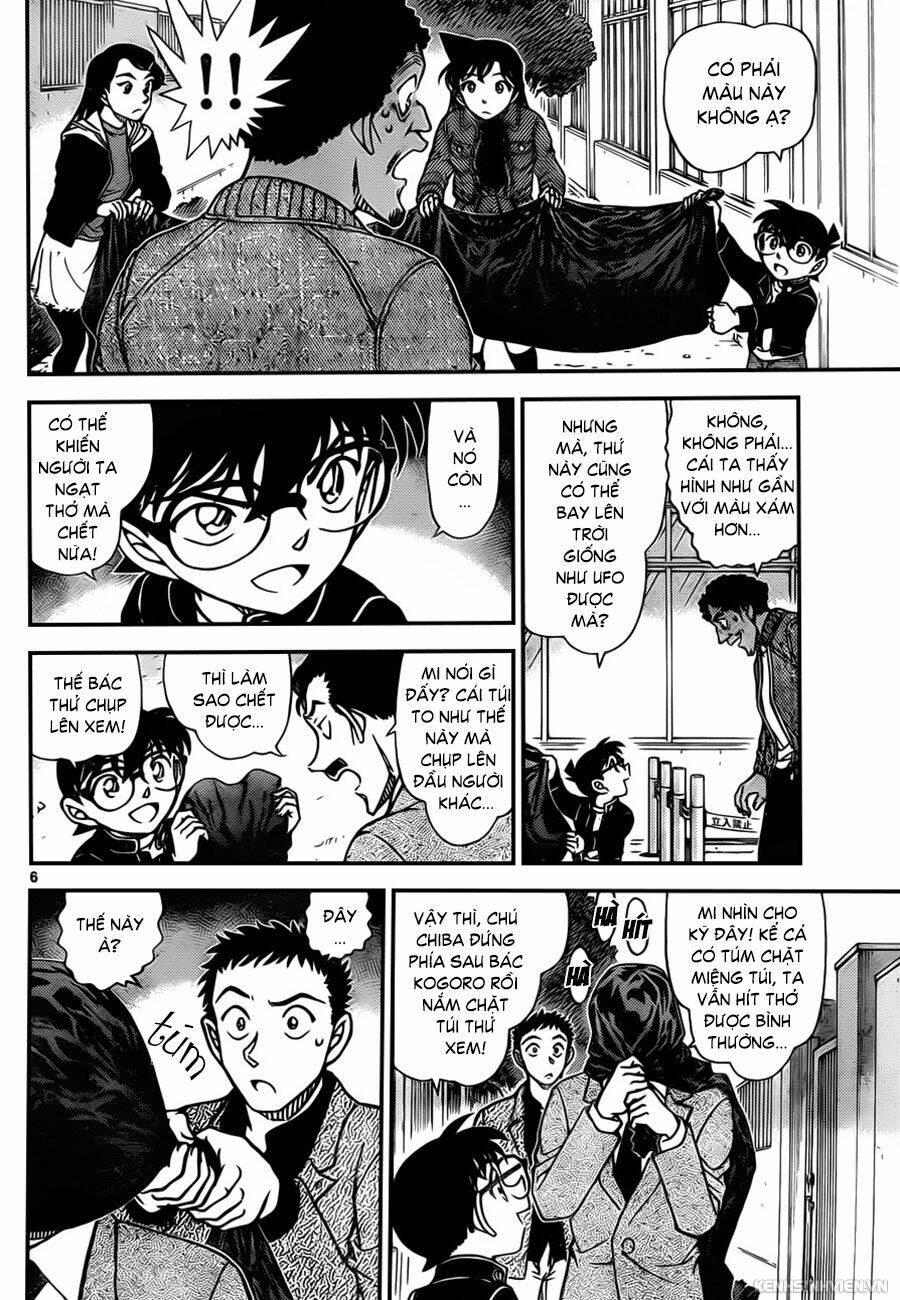 !!
CÓ PHẢI
MÀU NÀY
KHÔNG Ạ?
KHÔNG,
KHÔNG PHẢI...
CÁI TA THẤY
HÌNH NHƯ GẦN
VỚI MÀU XÁM
HƠN...
NHƯNG
MÀ, THỨ
NÀY CŨNG
CÓ THỂ
BAY LÊN
TRỜI
GIỐNG
NHƯ UFO
ĐƯỢC
MÀ?
立入禁止
VÀ
NÓ CÒN
...
CÓ THỂ
KHIẾN
NGƯỜI TA
NGẠT
THỞ MÀ
CHẾT
NỮA!
MI NÓI GÌ
ĐẤY? CÁI TÚI
TO NHƯ THẾ
NÀY MÀ
CHỤP LÊN
ĐẦU NGƯỜI
KHÁC...
THÌ LÀM
SAO CHẾT
ĐƯỢC...
THẾ BÁC
THỬ CHỤP
LÊN XEM!
6
MI NHÌN CHO
KỸ ĐÂY! KỂ CẢ
CÓ TÚM CHẶT
MIỆNG TÚI, TA
VẪN HÍT THỞ
ĐƯỢC BÌNH
THƯỜNG...
HÍT
HÀ
HÀ
VẬY THÌ, CHÚ
CHIBA ĐỨNG
PHÍA SAU BÁC
KOGORO RỒI
NẮM CHẶT
TÚI THỬ
XEM!
ĐÂY
...
THẾ NÀY
À?
TÚM
KENHSINHVIEN.VN